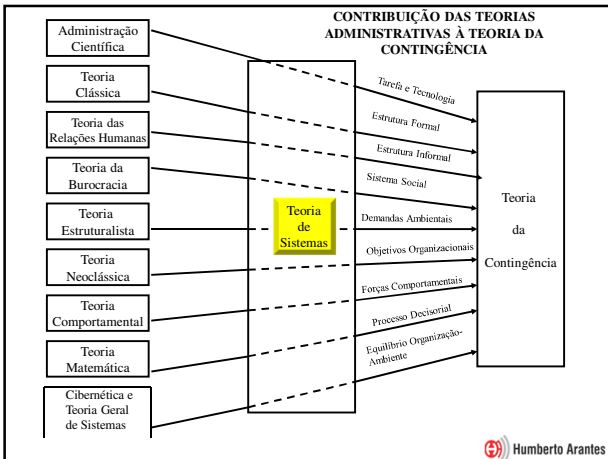 CONTRIBUIÇÃO DAS TEORIAS
ADMINISTRATIVAS À TEORIA DA
CONTINGÊNCIA
Administração
Científica
Teoria
Clássica
Teoria das
Relações Humanas
Teoria da
Burocracia
Teoria
Estruturalista
Teoria
Neoclássica
Teoria
Comportamental
Teoria
Matemática
Cibernética e
Teoria Geral
de Sistemas
Teoria
de
Sistemas
Tarefa e Tecnologia
Estrutura Formal
Estrutura Informal
Sistema Social
Demandas Ambientais
Objetivos Organizacionais
Forças Comportamentais
Processo Decisorial
Equilíbrio Organização-
Ambiente
Teoria
da
Contingência
Humberto Arantes